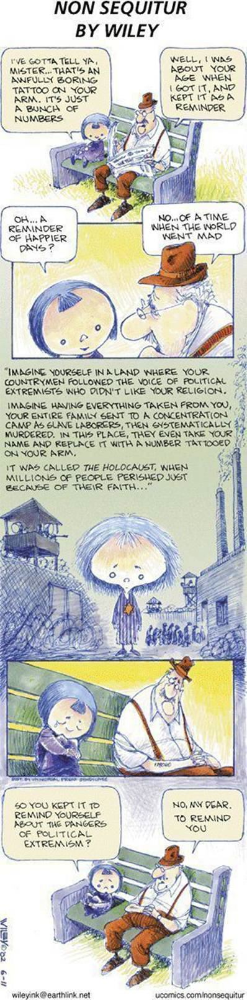 NON SEQUITUR
BY WILEY
I'VE GOTTA TELL YA,
MISTER... THAT'S AN
AWFULLY BORING
TATTOO ON YOUR
ARM. IT'S JUST
A BUNCH OF
NUMBERS
WELL, I WAS
ABOUT YOUR
AGE WHEN
I GOT IT, AND
KEPT IT AS A
REMINDER
OH... A
REMINDER
OF HAPPIER
DAYS?
NO... OF A TIME
WHEN THE WORLD
WENT MAD
"IMAGINE YOURSELF IN A LAND WHERE YOUR
COUNTRYMEN FOLLOWED THE VOICE OF POLITICAL
EXTREMISTS WHO DIDN'T LIKE YOUR RELIGION.
IMAGINE HAVING EVERYTHING TAKEN FROM YOU,
YOUR ENTIRE FAMILY SENT TO A CONCENTRATION
CAMP AS SLAVE LABORERS, THEN SYSTEMATICALLY
MURDERED. IN THIS PLACE, THEY EVEN TAKE YOUR
NAME AND REPLACE IT WITH A NUMBER TATTOOED
ON YOUR ARM.
IT WAS CALLED THE HOLOCAUST, WHEN
MILLIONS OF PEOPLE PERISHED JUST
BECAUSE OF THEIR FAITH..."
DIST. BY UNIVERSAL PRESS SYNDICATE
SO YOU KEPT IT TO
REMIND YOURSELF
ABOUT THE DANGERS
OF POLITICAL
EXTREMISM?
NO, MY DEAR.
TO REMIND
YOU
WILEY © '02 6-11
wileyink@earthlink.net
ucomics.com/nonsequitur